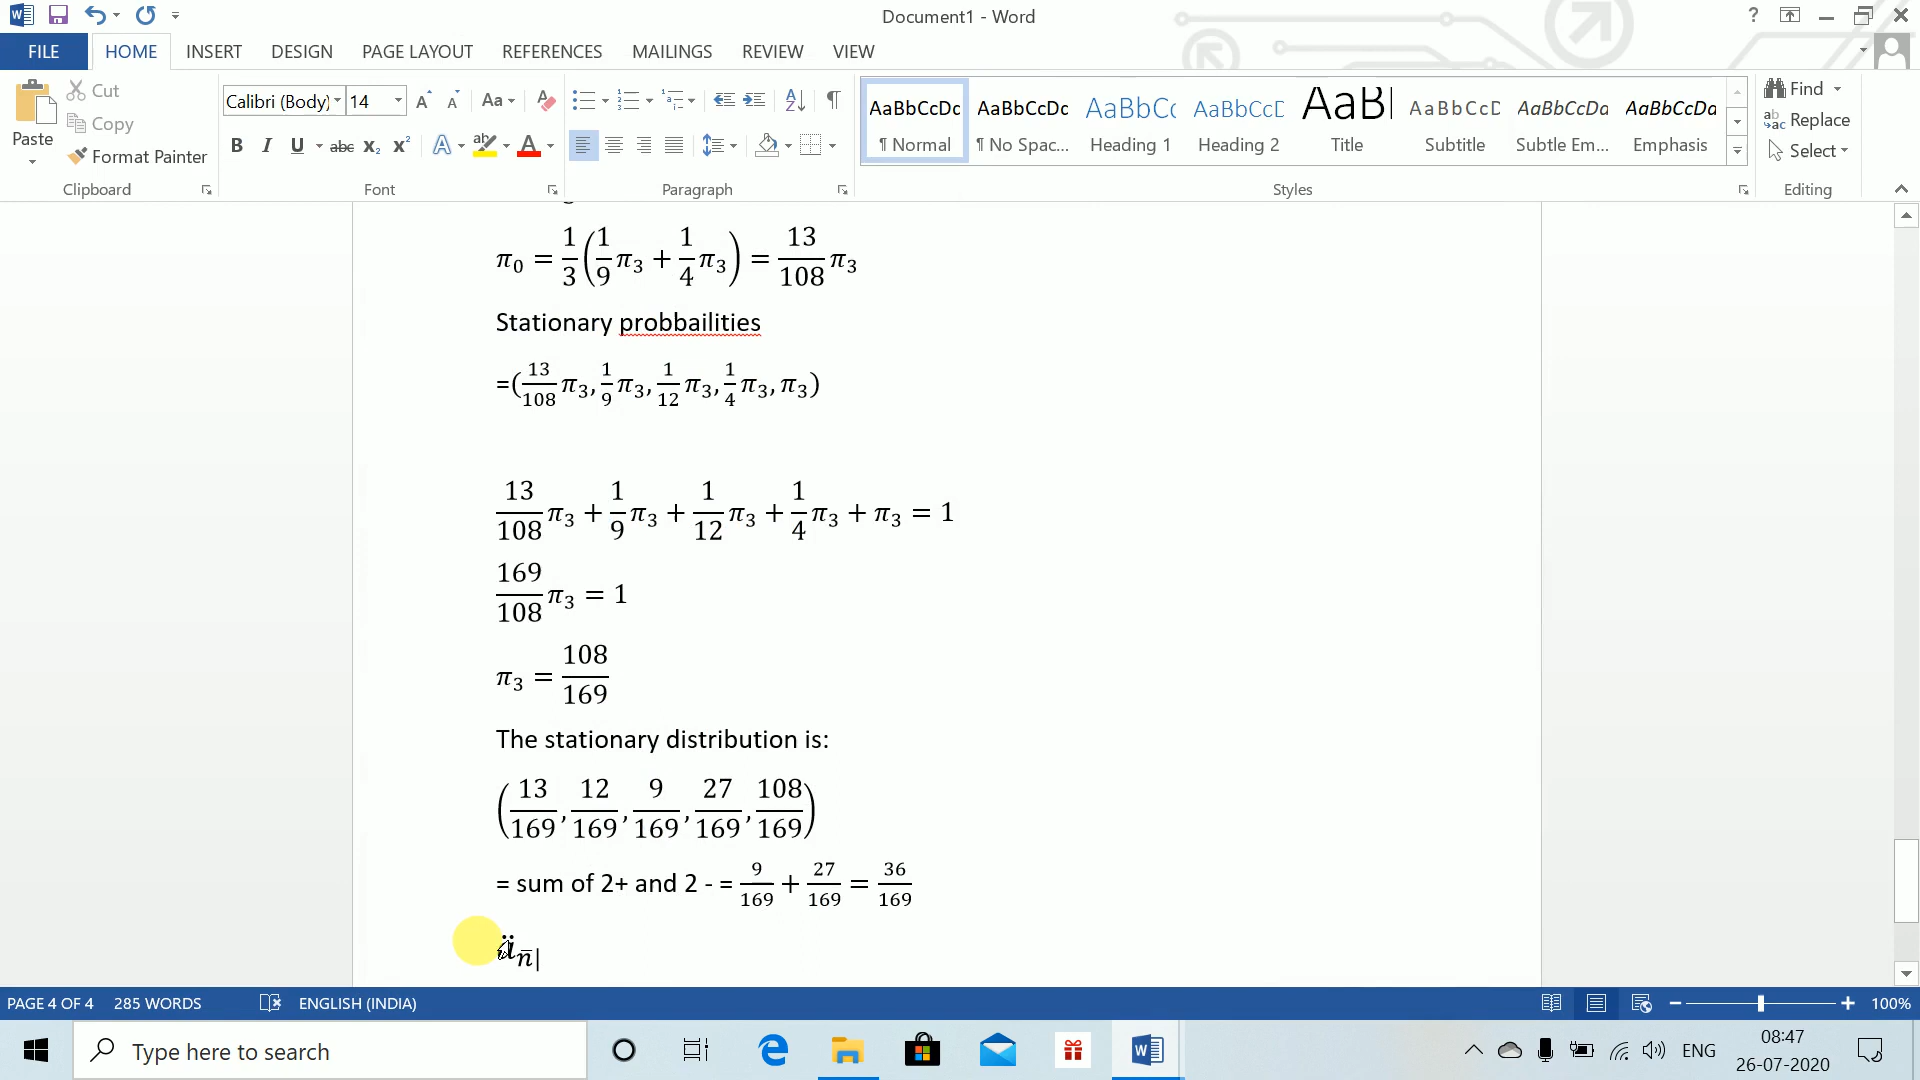 Document1 - Word
FILE HOME INSERT DESIGN PAGE LAYOUT REFERENCES MAILINGS REVIEW VIEW
Paste
Cut
Copy
Format Painter
Clipboard
Calibri (Body) 14
Font
Paragraph
AaBbCcDc AaBbCcDc AaBbCc AaBbCcD AaB AaBbCcD AaBbCcDc AaBbCcDc
¶ Normal ¶ No Spac... Heading 1 Heading 2 Title Subtitle Subtle Em... Emphasis
Styles
Find
Replace
Select
Editing
π₀ = 1/3 (1/9 π₃ + 1/4 π₃) = 13/108 π₃
Stationary probbailities
=(13/108 π₃, 1/9 π₃, 1/12 π₃, 1/4 π₃, π₃)
13/108 π₃ + 1/9 π₃ + 1/12 π₃ + 1/4 π₃ + π₃ = 1
169/108 π₃ = 1
π₃ = 108/169
The stationary distribution is:
(13/169, 12/169, 9/169, 27/169, 108/169)
= sum of 2+ and 2 - = 9/169 + 27/169 = 36/169
n̅|
PAGE 4 OF 4 285 WORDS ENGLISH (INDIA) 100%
Type here to search
ENG
08:47
26-07-2020